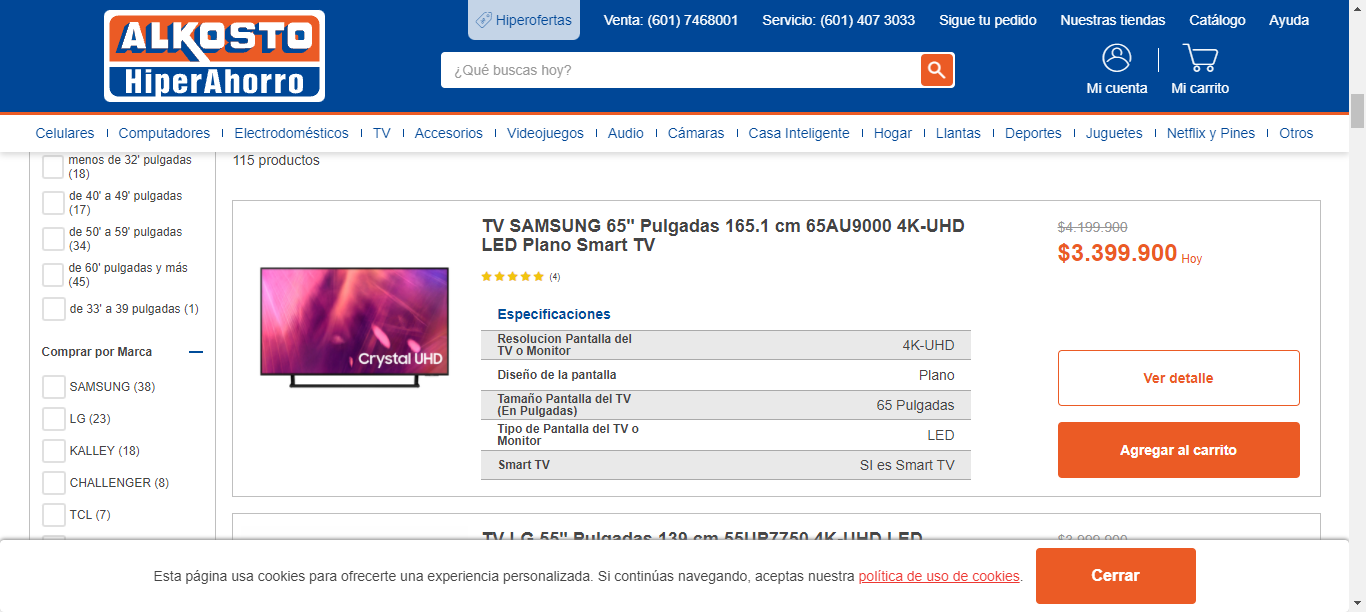 ALKOSTO
HiperAhorro
Hiperofertas
Venta: (601) 7468001
Servicio: (601) 407 3033
Sigue tu pedido
Nuestras tiendas
Catálogo
Ayuda
¿Qué buscas hoy?
Mi cuenta
Mi carrito
Celulares
Computadores
Electrodomésticos
TV
Accesorios
Videojuegos
Audio
Cámaras
Casa Inteligente
Hogar
Llantas
Deportes
Juguetes
Netflix y Pines
Otros
menos de 32' pulgadas
(18)
de 40' a 49' pulgadas
(17)
de 50' a 59' pulgadas
(34)
de 60' pulgadas y más
(45)
de 33' a 39 pulgadas (1)
Comprar por Marca
SAMSUNG (38)
LG (23)
KALLEY (18)
CHALLENGER (8)
TCL (7)
115 productos
Crystal UHD
TV SAMSUNG 65" Pulgadas 165.1 cm 65AU9000 4K-UHD
LED Plano Smart TV
(4)
Especificaciones
Resolucion Pantalla del
TV o Monitor
4K-UHD
Diseño de la pantalla
Plano
Tamaño Pantalla del TV
(En Pulgadas)
65 Pulgadas
Tipo de Pantalla del TV o
Monitor
LED
Smart TV
SI es Smart TV
$4.199.900
$3.399.900 Hoy
Ver detalle
Agregar al carrito
TV LG 55" Pulgadas 139 cm 55UP7750 4K-UHD LED
$3.999.900
Esta página usa cookies para ofrecerte una experiencia personalizada. Si continúas navegando, aceptas nuestra política de uso de cookies.
Cerrar